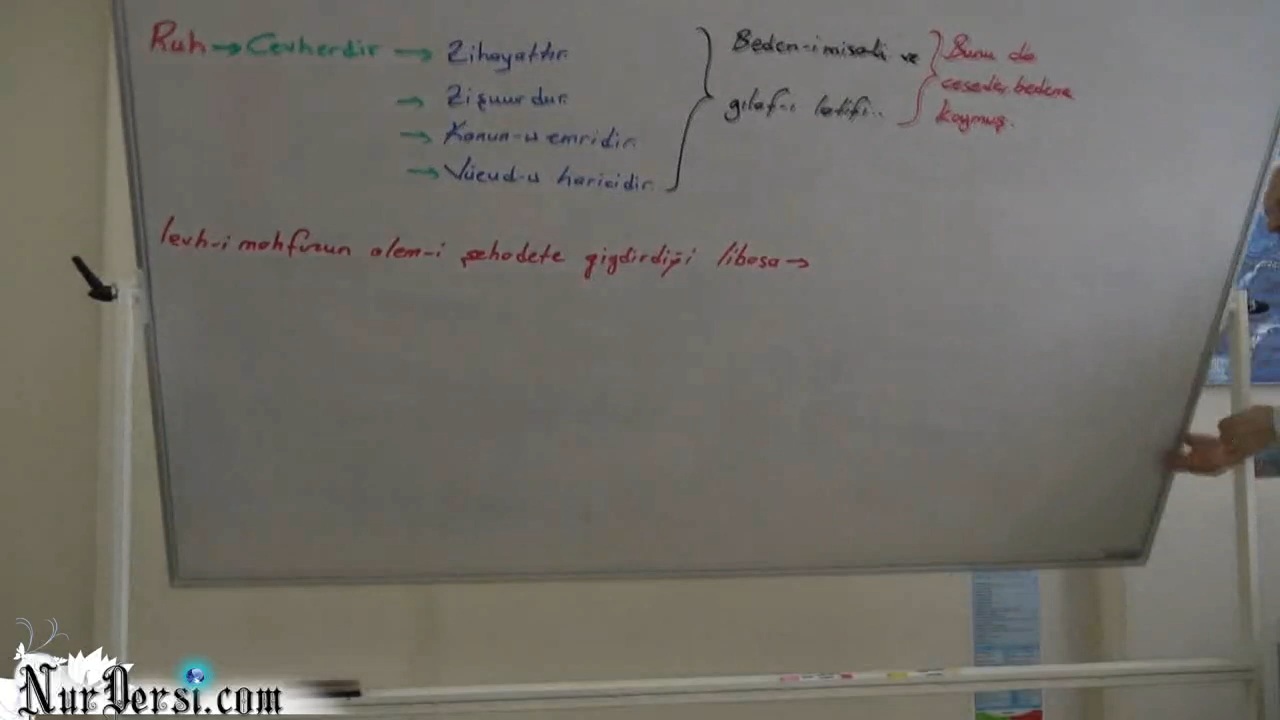 Ruh → Cevherdir → Zihayattır.
→ Zişuurdur.
→ Kanun-u emridir.
→ Vücud-u haricidir.
Beden-i misali ve
gılaf-ı latifi..
Bunu da
cesede, bedene
koymuş.
levh-i mahfuzun alem-i şehadete giydirdiği libasa →
NurDersi.com